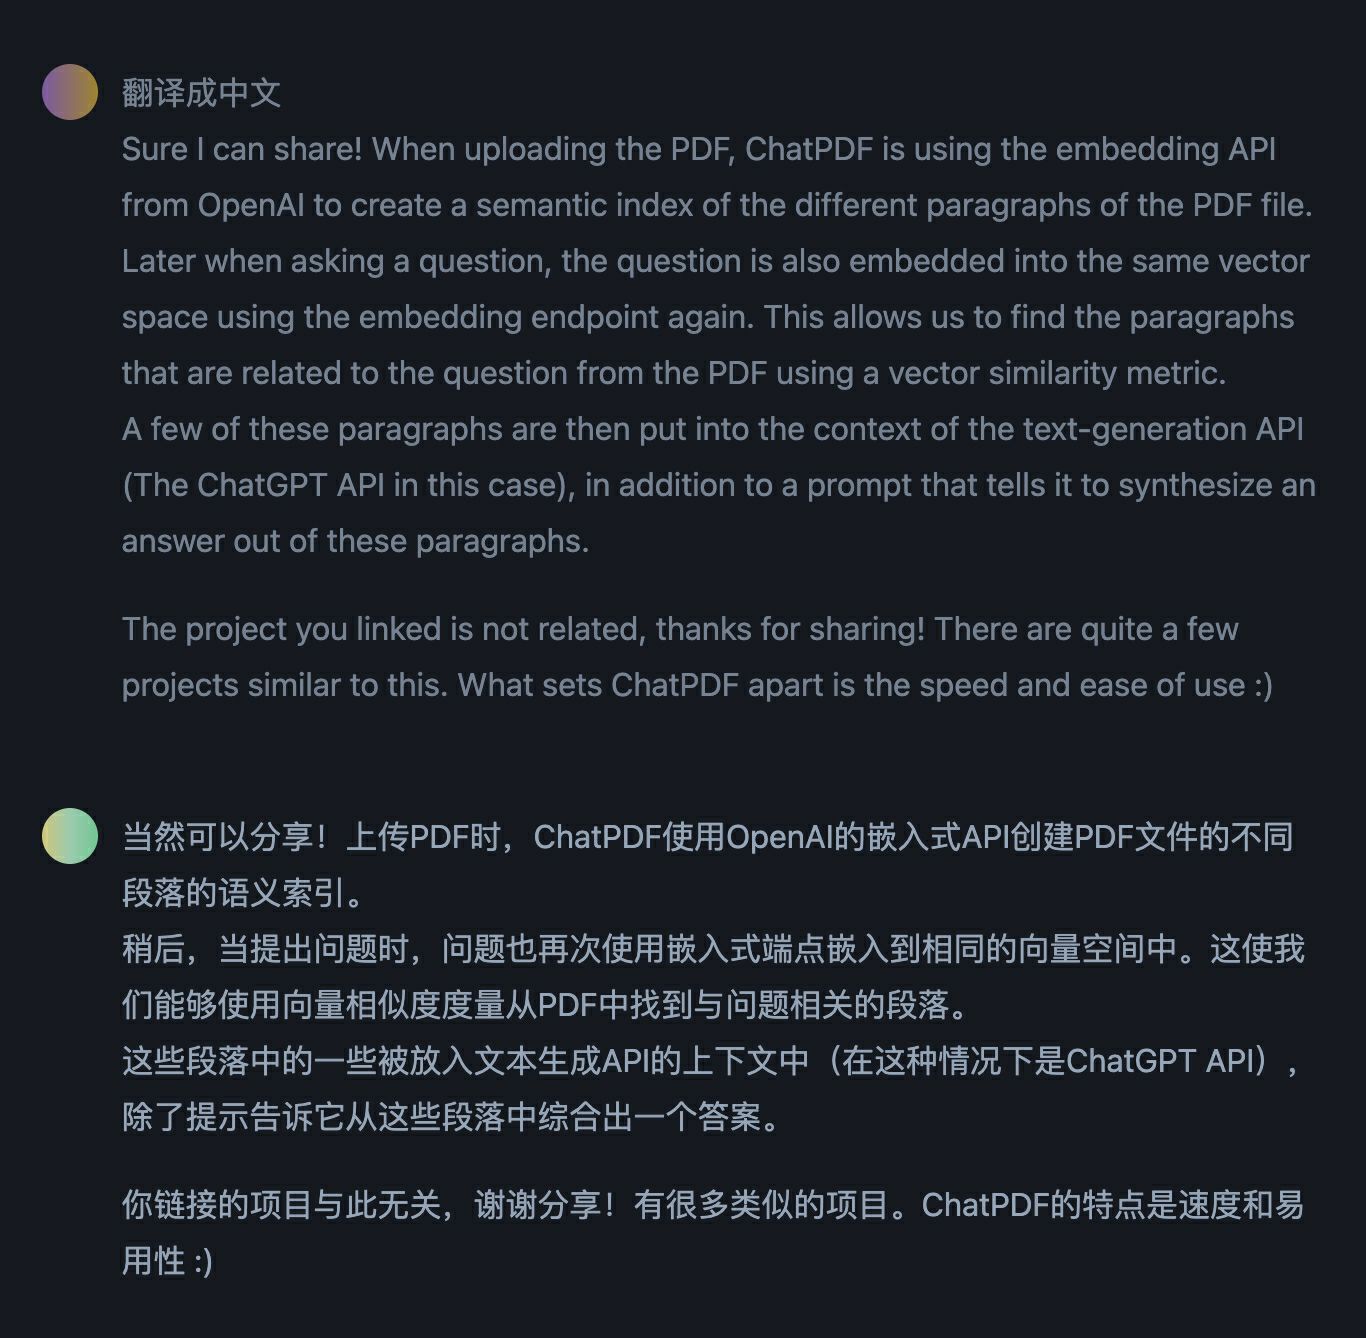 翻译成中文
Sure I can share! When uploading the PDF, ChatPDF is using the embedding API
from OpenAI to create a semantic index of the different paragraphs of the PDF file.
Later when asking a question, the question is also embedded into the same vector
space using the embedding endpoint again. This allows us to find the paragraphs
that are related to the question from the PDF using a vector similarity metric.
A few of these paragraphs are then put into the context of the text-generation API
(The ChatGPT API in this case), in addition to a prompt that tells it to synthesize an
answer out of these paragraphs.
The project you linked is not related, thanks for sharing! There are quite a few
projects similar to this. What sets ChatPDF apart is the speed and ease of use :)
当然可以分享！上传PDF时，ChatPDF使用OpenAI的嵌入式API创建PDF文件的不同
段落的语义索引。
稍后，当提出问题时，问题也再次使用嵌入式端点嵌入到相同的向量空间中。这使我
们能够使用向量相似度度量从PDF中找到与问题相关的段落。
这些段落中的一些被放入文本生成API的上下文中（在这种情况下是ChatGPT API），
除了提示告诉它从这些段落中综合出一个答案。
你链接的项目与此无关，谢谢分享！有很多类似的项目。ChatPDF的特点是速度和易
用性 :)